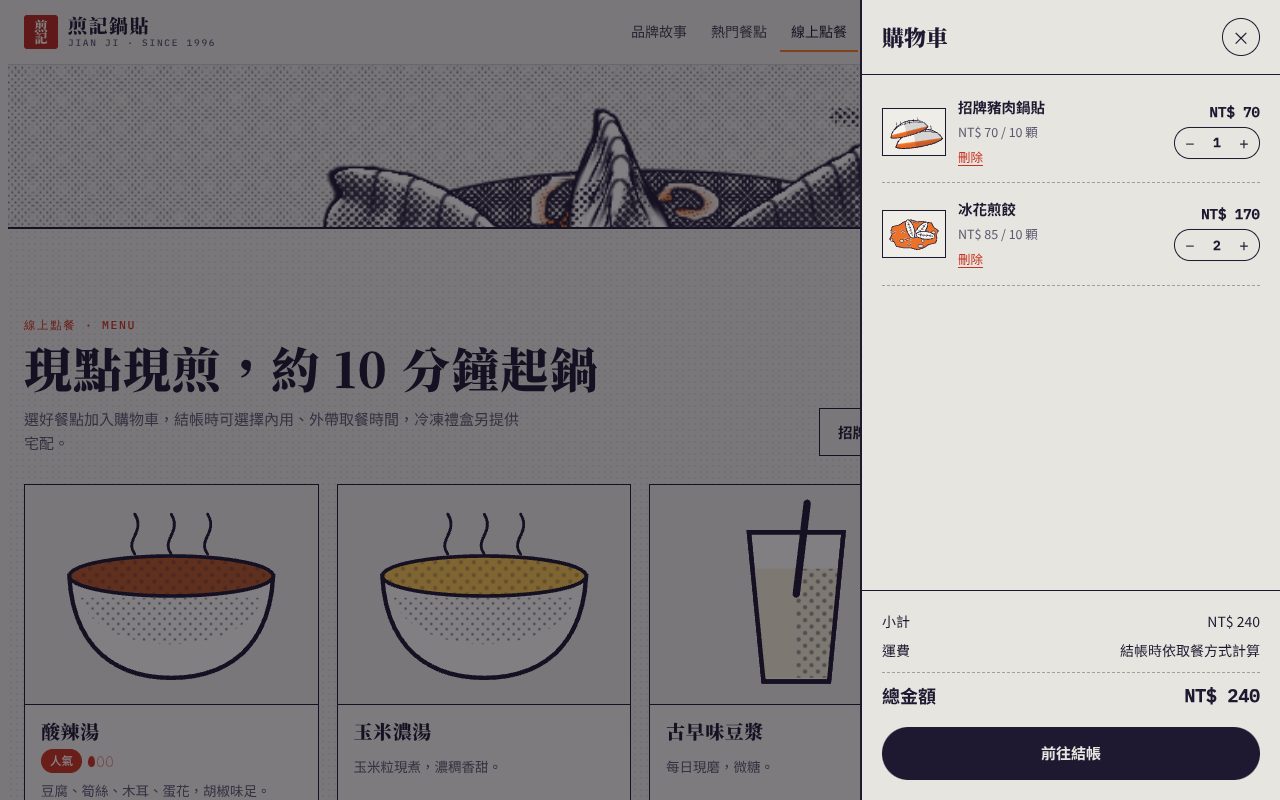 煎記
煎記鍋貼
JIAN JI · SINCE 1996
品牌故事
熱門餐點
線上點餐
線上點餐 · MENU
現點現煎，約 10 分鐘起鍋
選好餐點加入購物車，結帳時可選擇內用、外帶取餐時間，冷凍禮盒另提供
宅配。
招牌
酸辣湯
人氣
豆腐、筍絲、木耳、蛋花，胡椒味足。
玉米濃湯
玉米粒現煮，濃稠香甜。
古早味豆漿
每日現磨，微糖。
購物車
招牌豬肉鍋貼
NT$ 70 / 10 顆
刪除
NT$ 70
− 1 +
冰花煎餃
NT$ 85 / 10 顆
刪除
NT$ 170
− 2 +
小計 NT$ 240
運費 結帳時依取餐方式計算
總金額 NT$ 240
前往結帳